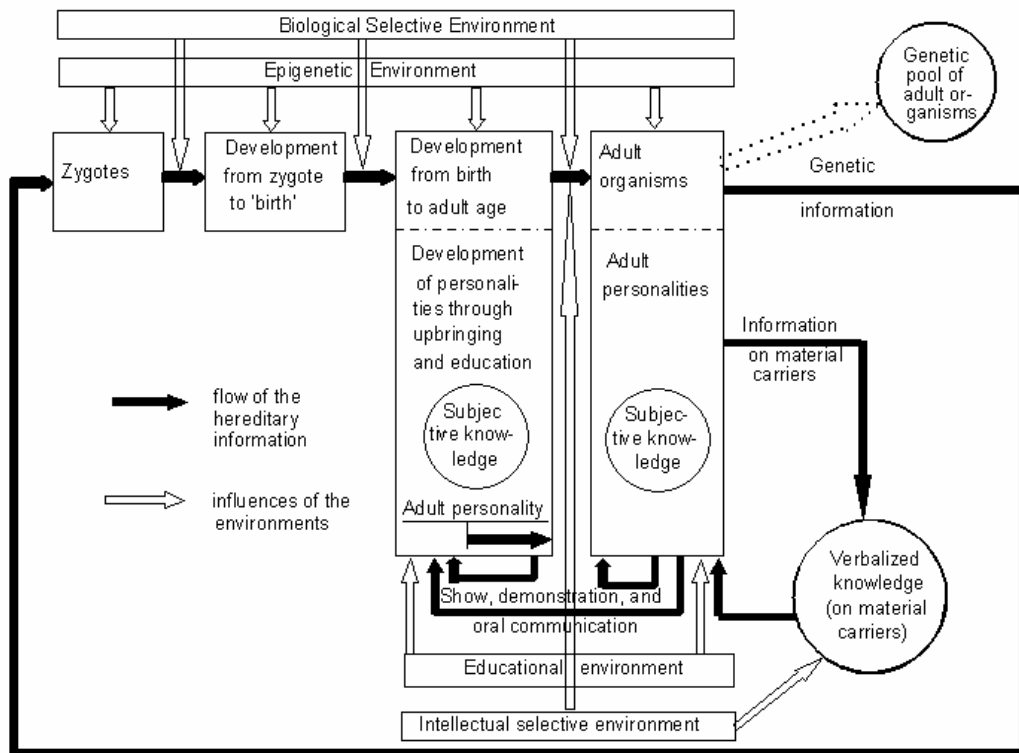 Biological Selective Environment
Epigenetic Environment
Genetic
pool of
adult or-
ganisms
Zygotes
Development
from zygote
to 'birth'
Development
from birth
to adult age
Adult
organisms
Genetic
information
Development
of personali-
ties through
upbringing
and education
Adult
personalities
Information
on material
carriers
flow of the
hereditary
information
Subjec
tive know-
ledge
Subjec-
tive know-
ledge
influences of the
environments
Adult personality
Verbalized
knowledge
(on material
carriers)
Show, demonstration, and
oral communication
Educational environment
Intellectual selective environment